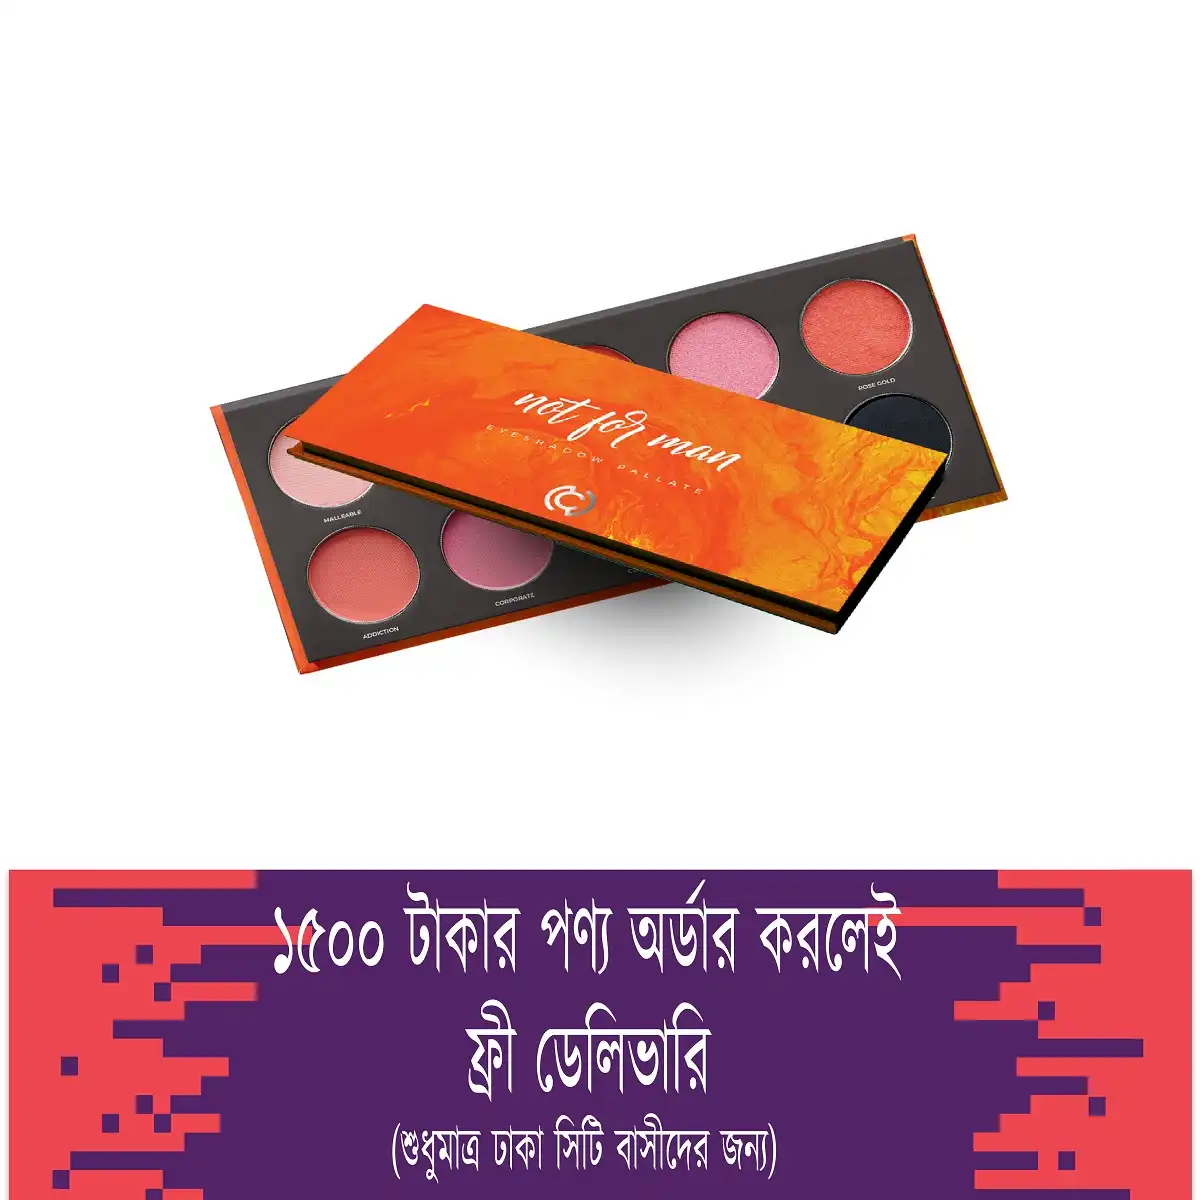 ROSE GOLD
not for man
EYESHADOW PALLATE
MALLEABLE
CORPORATE
ADDICTION
১৫০০ টাকার পণ্য অর্ডার করলেই
ফ্রী ডেলিভারি
(শুধুমাত্র ঢাকা সিটি বাসীদের জন্য)